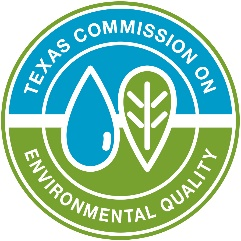 TEXAS COMMISSION ON
ENVIRONMENTAL QUALITY